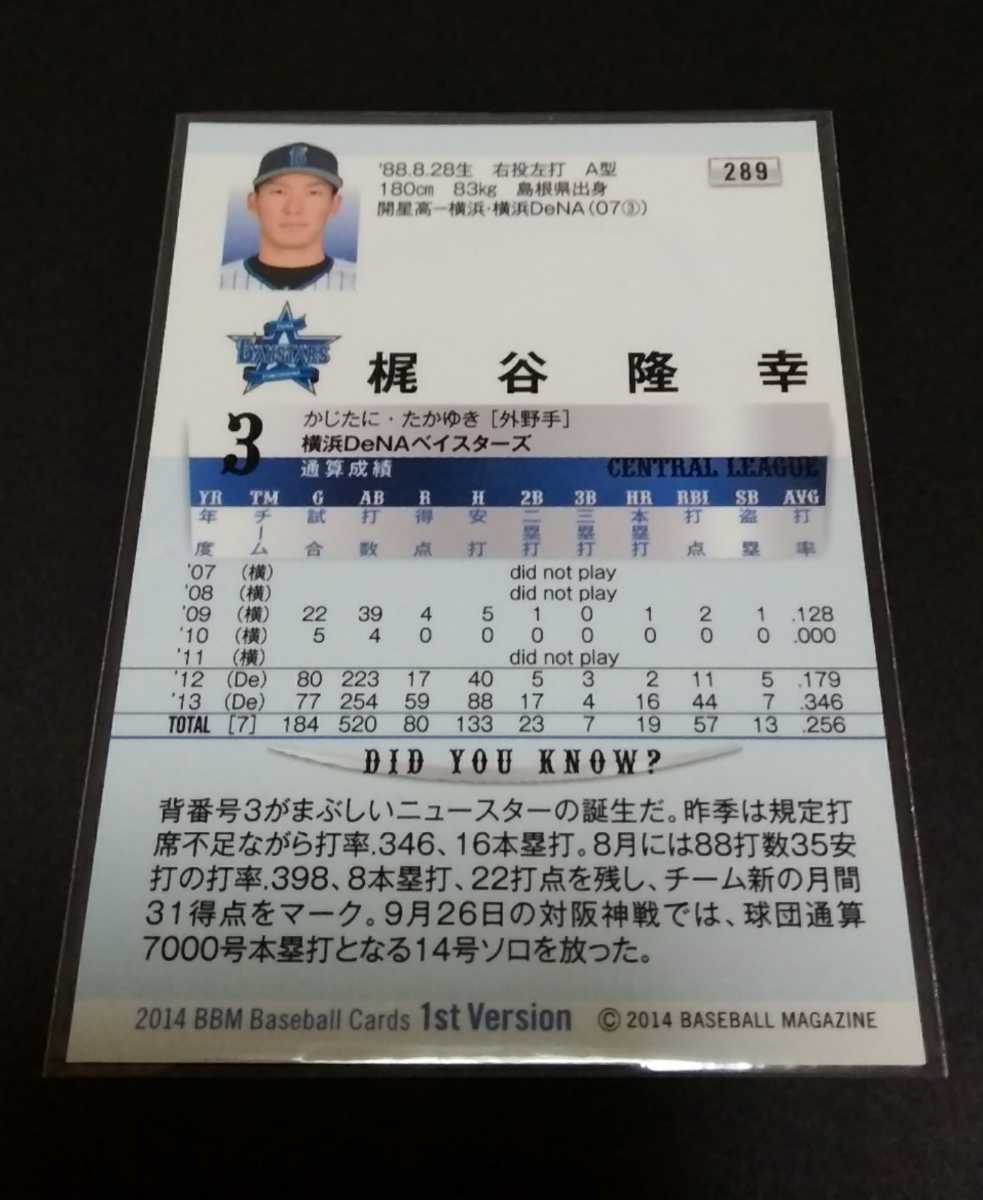 '88.8.28生 右投左打 A型
289
180cm 83kg 島根県出身
開星高ー横浜・横浜DeNA(07③)
BAYSTARS
梶谷隆幸
3
かじたに・たかゆき [外野手]
横浜DeNAベイスターズ
通算成績 CENTRAL LEAGUE
YR TM G AB R H 2B 3B HR RBI SB AVG
年度 チーム 試合 打数 得点 安打 二塁打 三塁打 本塁打 打点 盗塁 打率
'07 (横) did not play
'08 (横) did not play
'09 (横) 22 39 4 5 1 0 1 2 1 .128
'10 (横) 5 4 0 0 0 0 0 0 0 .000
'11 (横) did not play
'12 (De) 80 223 17 40 5 3 2 11 5 .179
'13 (De) 77 254 59 88 17 4 16 44 7 .346
TOTAL [7] 184 520 80 133 23 7 19 57 13 .256
DID YOU KNOW?
背番号3がまぶしいニュースターの誕生だ。昨季は規定打
席不足ながら打率.346、16本塁打。8月には88打数35安
打の打率.398、8本塁打、22打点を残し、チーム新の月間
31得点をマーク。9月26日の対阪神戦では、球団通算
7000号本塁打となる14号ソロを放った。
2014 BBM Baseball Cards 1st Version © 2014 BASEBALL MAGAZINE